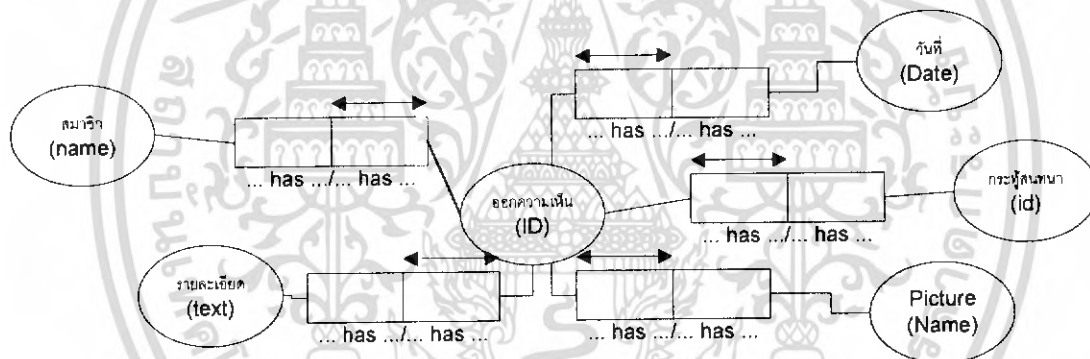 วันที่
(Date)
... has .../... has ...
สมาชิก
(name)
... has .../... has ...
กระทู้สนทนา
(id)
... has .../... has ...
ออกความเห็น
(ID)
รายละเอียด
(text)
... has .../... has ...
... has .../... has ...
Picture
(Name)